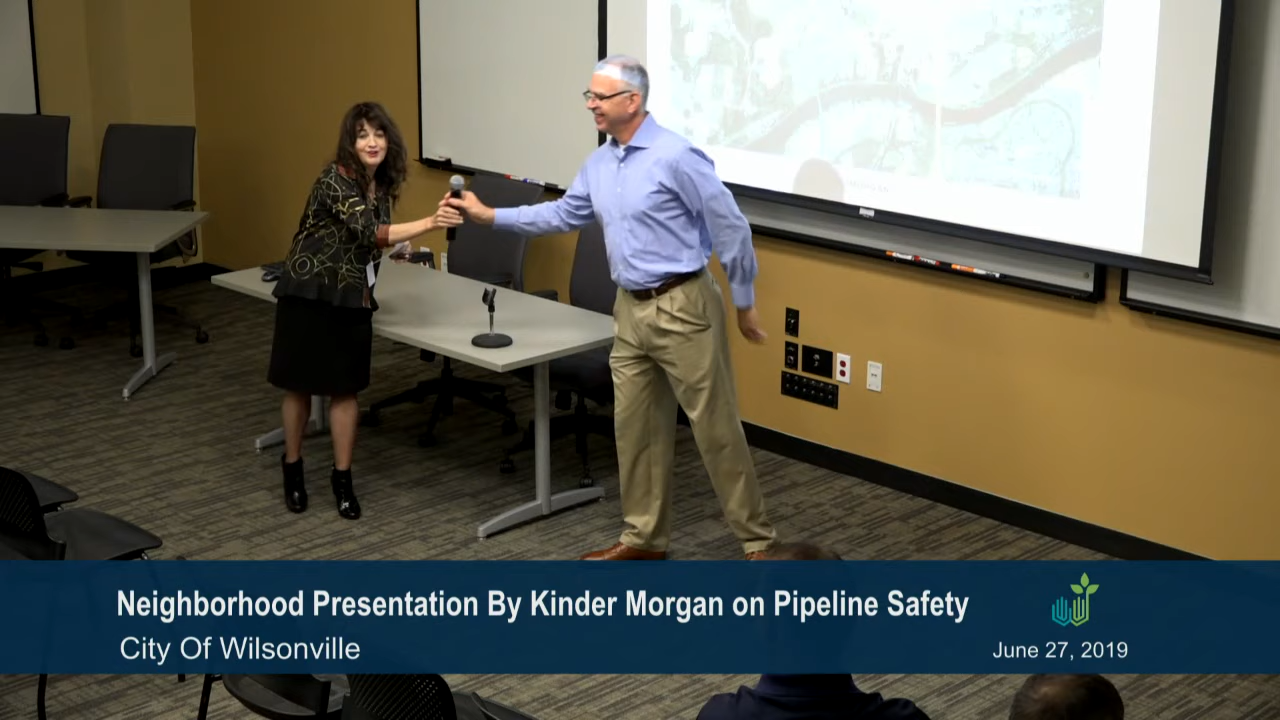 Neighborhood Presentation By Kinder Morgan on Pipeline Safety
City Of Wilsonville
June 27, 2019